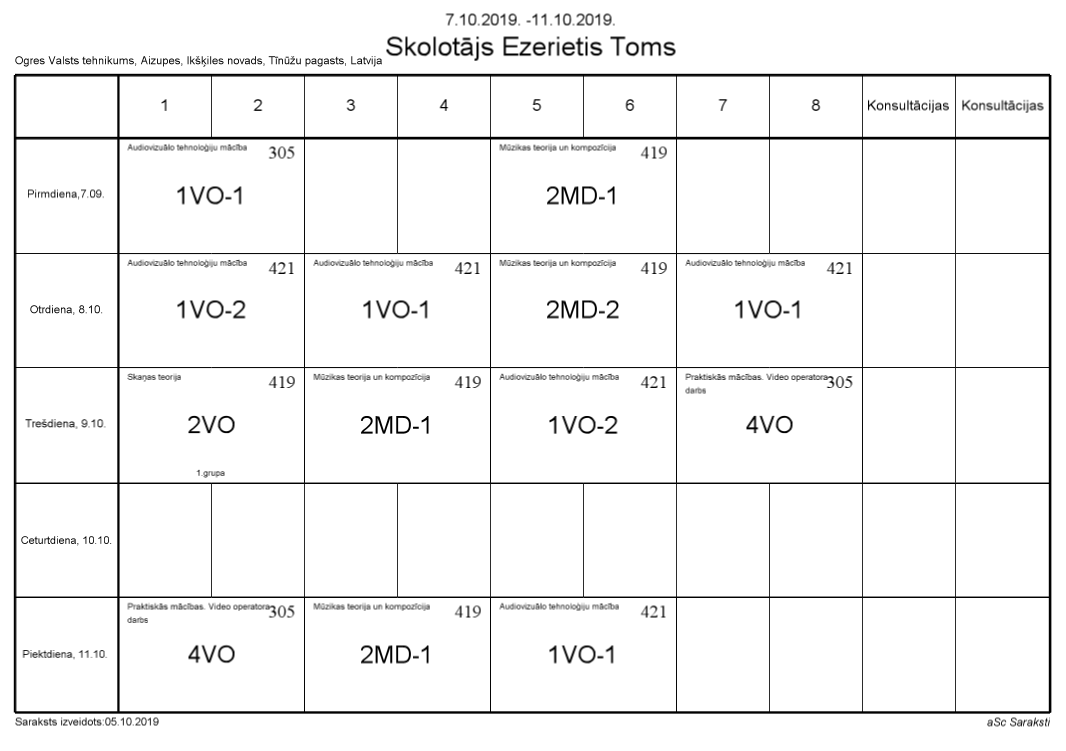 7.10.2019. -11.10.2019.
Skolotājs Ezerietis Toms
Ogres Valsts tehnikums, Aizupes, Ikšķiles novads, Tīnūžu pagasts, Latvija
1 2 3 4 5 6 7 8 Konsultācijas Konsultācijas
Pirmdiena,7.09.
Audiovizuālo tehnoloģiju mācība 305
1VO-1
Mūzikas teorija un kompozīcija 419
2MD-1
Otrdiena, 8.10.
Audiovizuālo tehnoloģiju mācība 421
1VO-2
Audiovizuālo tehnoloģiju mācība 421
1VO-1
Mūzikas teorija un kompozīcija 419
2MD-2
Audiovizuālo tehnoloģiju mācība 421
1VO-1
Trešdiena, 9.10.
Skaņas teorija 419
2VO
1.grupa
Mūzikas teorija un kompozīcija 419
2MD-1
Audiovizuālo tehnoloģiju mācība 421
1VO-2
Praktiskās mācības. Video operatora 305
darbs
4VO
Ceturtdiena, 10.10.
Piektdiena, 11.10.
Praktiskās mācības. Video operatora 305
darbs
4VO
Mūzikas teorija un kompozīcija 419
2MD-1
Audiovizuālo tehnoloģiju mācība 421
1VO-1
Saraksts izveidots:05.10.2019
aSc Saraksti